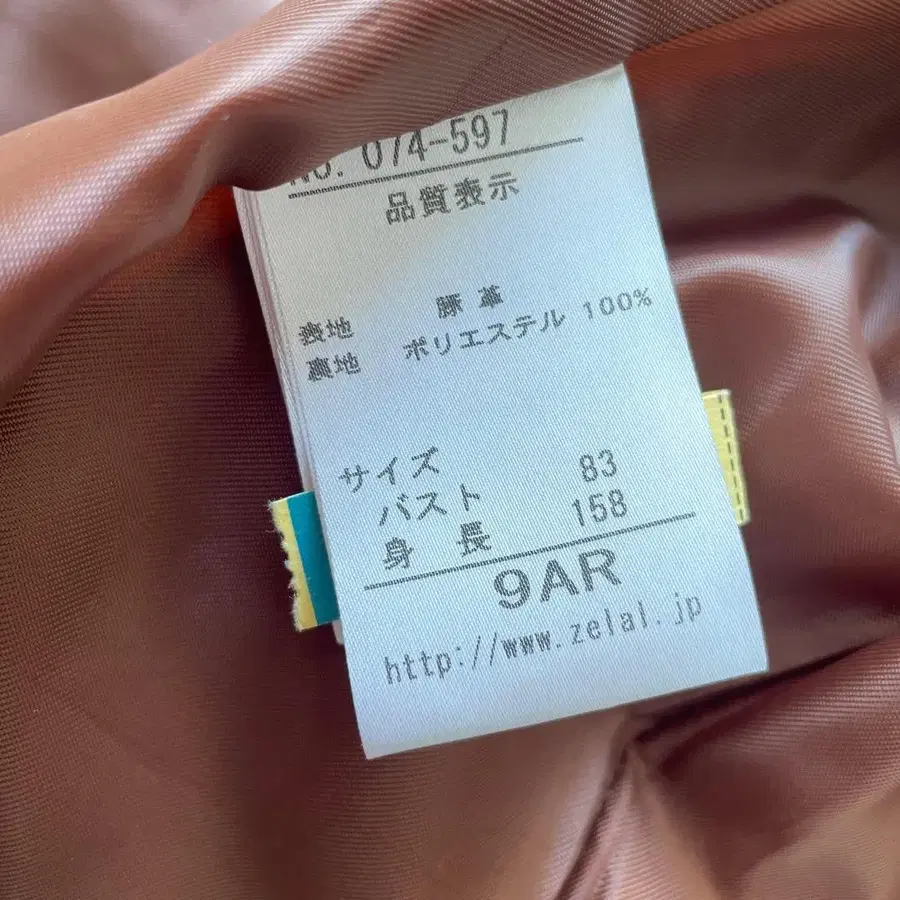 No. 074-597
品質表示
表地 豚革
裏地 ポリエステル 100%
サイズ
バスト 83
身長 158
9AR
http://www.zelal.jp